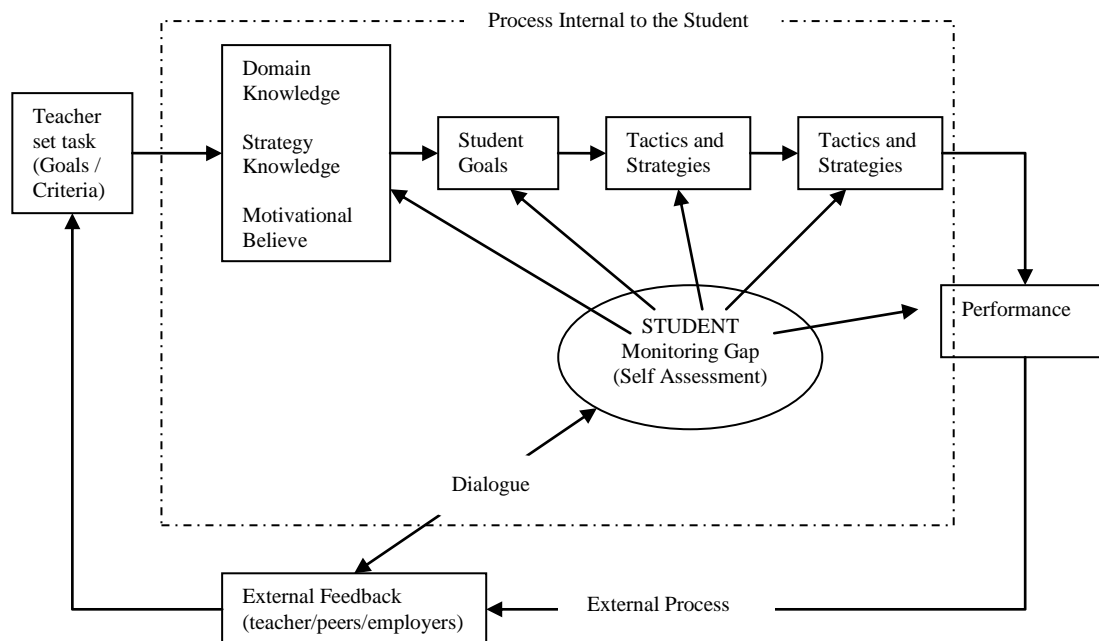 Process Internal to the Student
Teacher
set task
(Goals /
Criteria)
Domain
Knowledge
Strategy
Knowledge
Motivational
Believe
Student
Goals
Tactics and
Strategies
Tactics and
Strategies
Performance
STUDENT
Monitoring Gap
(Self Assessment)
Dialogue
External Feedback
(teacher/peers/employers)
External Process